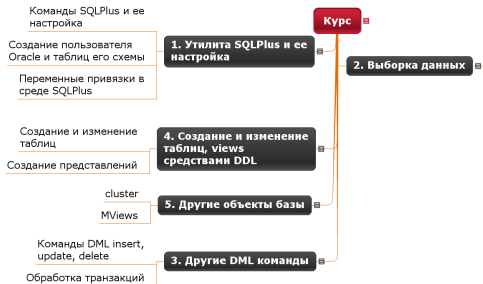 Курс
Команды SQLPlus и ее
настройка
Создание пользователя
Oracle и таблиц его схемы
Переменные привязки в
среде SQLPlus
1. Утилита SQLPlus и ее
настройка
2. Выборка данных
Создание и изменение
таблиц
Создание представлений
4. Создание и изменение
таблиц, views
средствами DDL
cluster
MViews
5. Другие объекты базы
Команды DML insert,
update, delete
Обработка транзакций
3. Другие DML команды